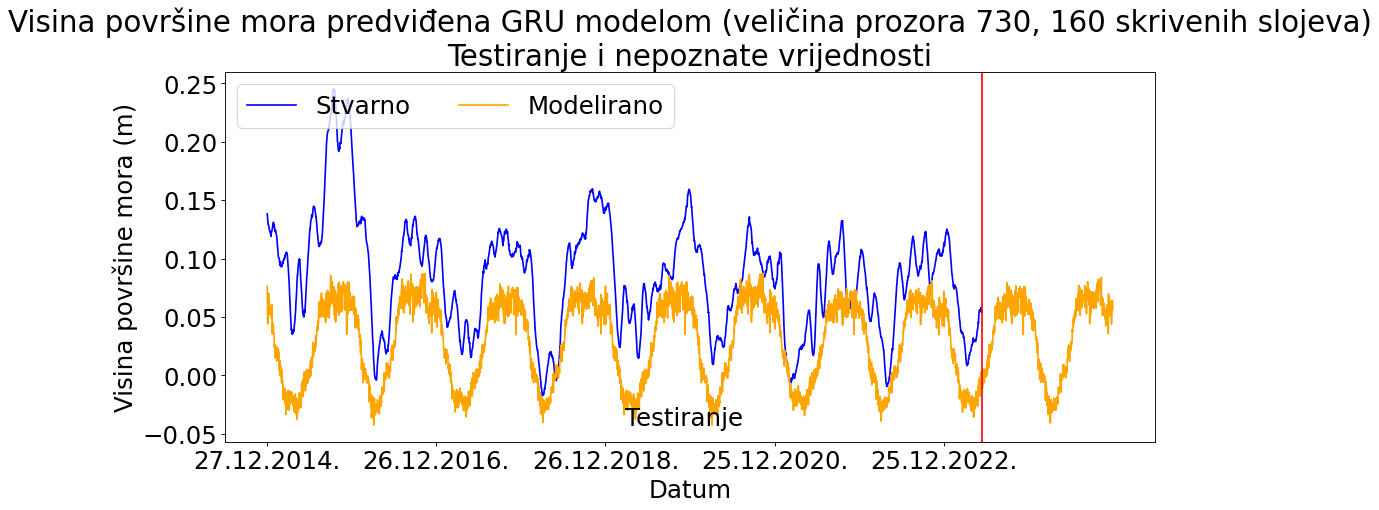 Visina površine mora predviđena GRU modelom (veličina prozora 730, 160 skrivenih slojeva)
Testiranje i nepoznate vrijednosti
Stvarno
Modelirano
Visina površine mora (m)
0.25
0.20
0.15
0.10
0.05
0.00
−0.05
Testiranje
27.12.2014.
26.12.2016.
26.12.2018.
25.12.2020.
25.12.2022.
Datum